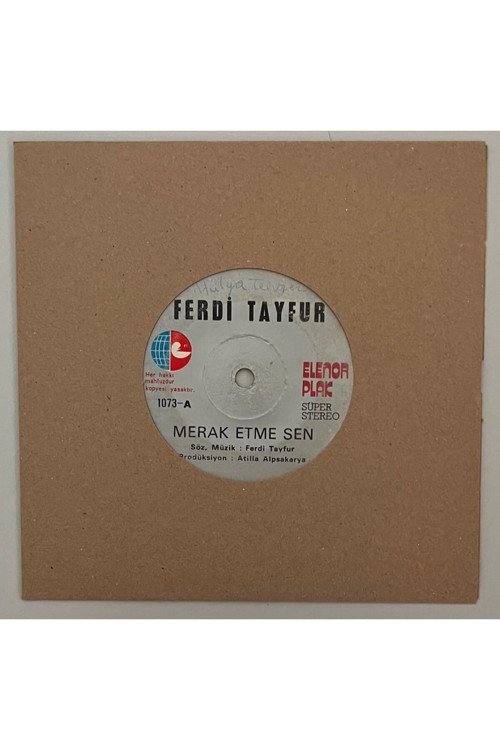 Hülya
FERDİ TAYFUR
Her hakkı
mahfuzdur
kopyesi yasaktır.
1073-A
ELENOR
PLAK
SÜPER
STEREO
MERAK ETME SEN
Söz, Müzik : Ferdi Tayfur
Prodüksiyon : Atilla Alpsakarya